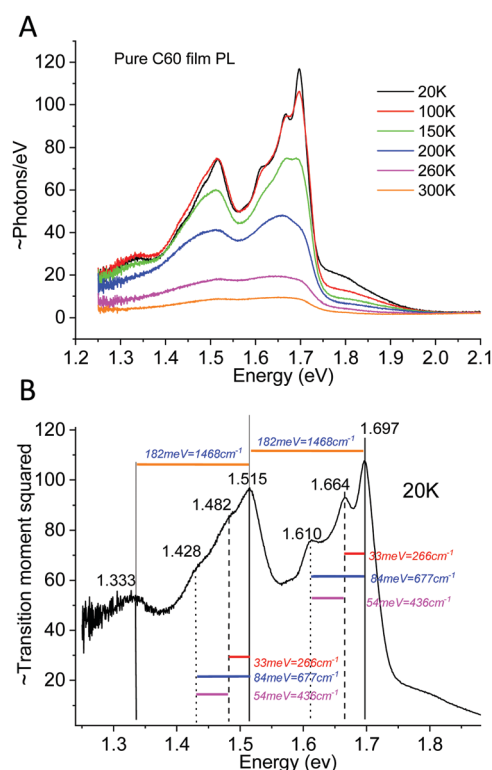 A
Pure C60 film PL
20K
100K
150K
200K
260K
300K
~Photons/eV
120
100
80
60
40
20
0
1.2 1.3 1.4 1.5 1.6 1.7 1.8 1.9 2.0 2.1
Energy (eV)
B
~Transition moment squared
120
100
80
60
40
20
182meV=1468cm-1
182meV=1468cm-1
1.697
1.515
1.664
20K
1.482
1.610
1.428
1.333
33meV=266cm-1
84meV=677cm-1
54meV=436cm-1
33meV=266cm-1
84meV=677cm-1
54meV=436cm-1
1.3 1.4 1.5 1.6 1.7 1.8
Energy (ev)